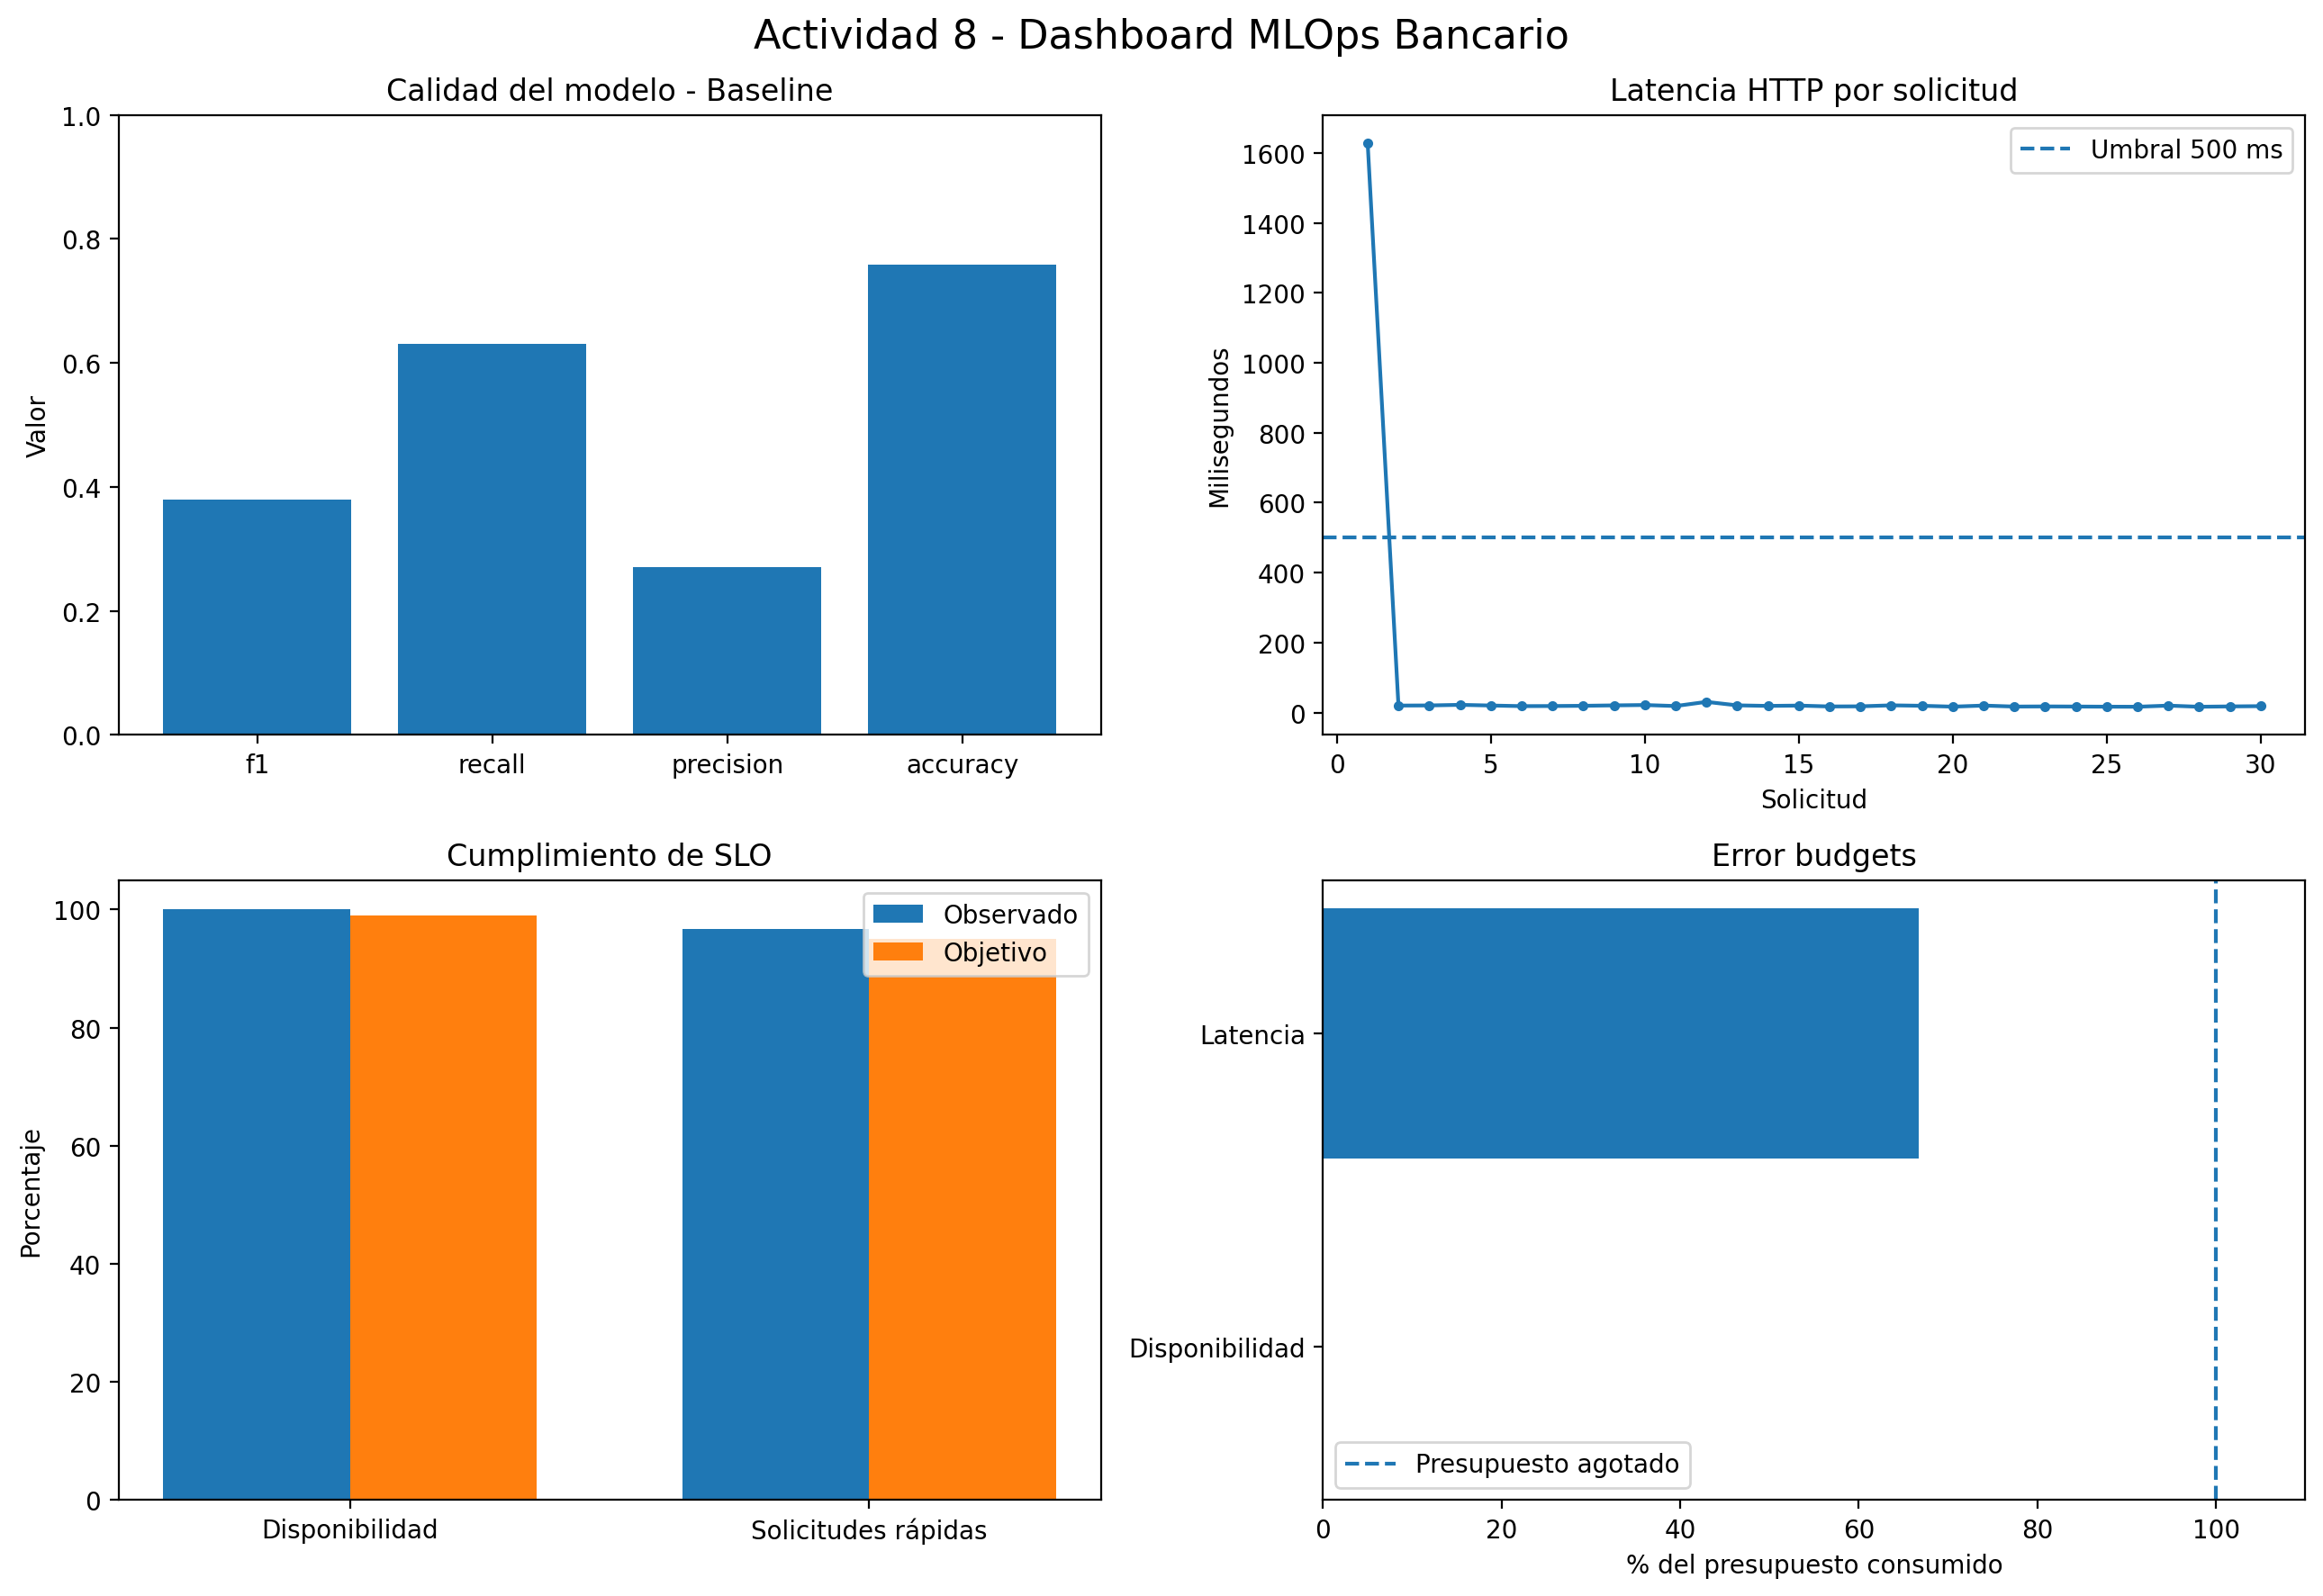 Actividad 8 - Dashboard MLOps Bancario
Calidad del modelo - Baseline
Valor
1.0
0.8
0.6
0.4
0.2
0.0
f1 recall precision accuracy
Latencia HTTP por solicitud
Umbral 500 ms
Milisegundos
1600
1400
1200
1000
800
600
400
200
0
0 5 10 15 20 25 30
Solicitud
Cumplimiento de SLO
Observado
Objetivo
Porcentaje
100
80
60
40
20
0
Disponibilidad Solicitudes rápidas
Error budgets
Latencia
Disponibilidad
Presupuesto agotado
0 20 40 60 80 100
% del presupuesto consumido